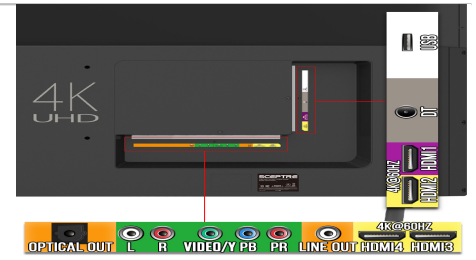 4K
UHD
SCEPTRE
USB
DT
4K@60HZ
HDMI1
HDMI2
4K@60HZ
OPTICAL OUT L R VIDEO/Y PB PR LINE OUT HDMI4 HDMI3